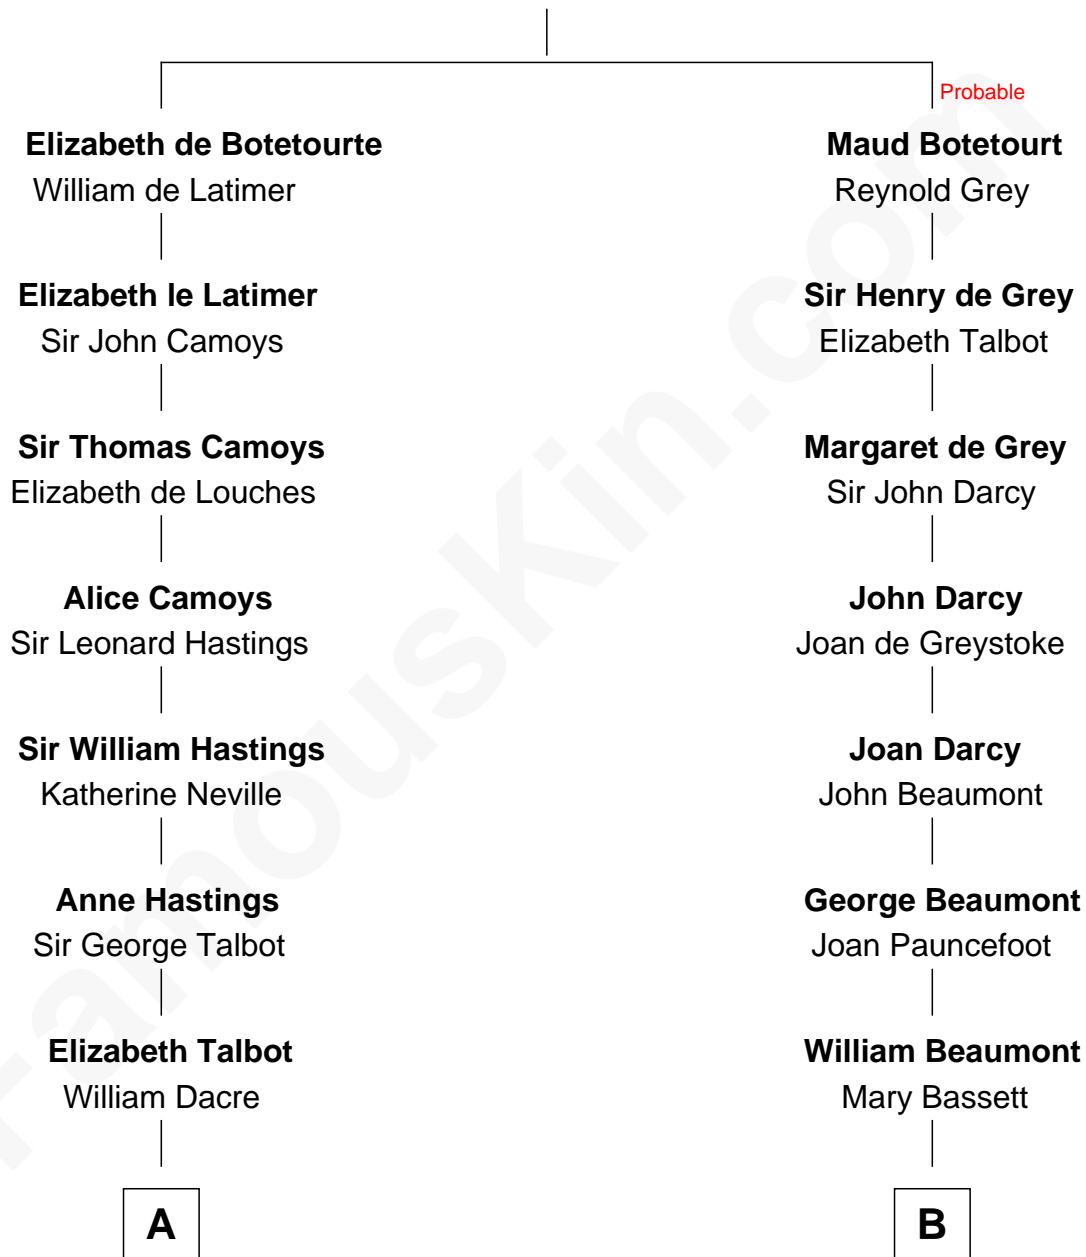 Probable
Elizabeth de Botetourte
William de Latimer
Maud Botetourt
Reynold Grey
Elizabeth le Latimer
Sir John Camoys
Sir Henry de Grey
Elizabeth Talbot
Sir Thomas Camoys
Elizabeth de Louches
Margaret de Grey
Sir John Darcy
Alice Camoys
Sir Leonard Hastings
John Darcy
Joan de Greystoke
Sir William Hastings
Katherine Neville
Joan Darcy
John Beaumont
Anne Hastings
Sir George Talbot
George Beaumont
Joan Pauncefoot
Elizabeth Talbot
William Dacre
William Beaumont
Mary Bassett
A
B
FamousKin.com